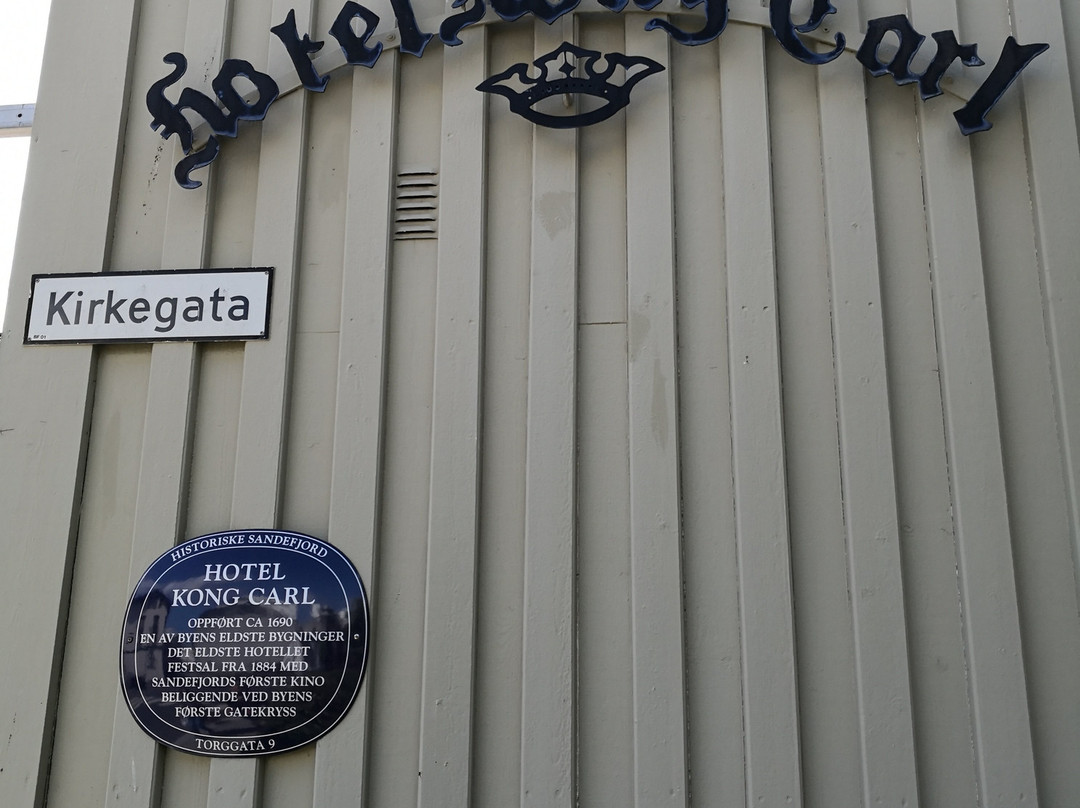 Hotel Kong Carl
Kirkegata
HISTORISKE SANDEFJORD
HOTEL
KONG CARL
OPPFØRT CA 1690
EN AV BYENS ELDSTE BYGNINGER
DET ELDSTE HOTELLET
FESTSAL FRA 1884 MED
SANDEFJORDS FØRSTE KINO
BELIGGENDE VED BYENS
FØRSTE GATEKRYSS
TORGGATA 9